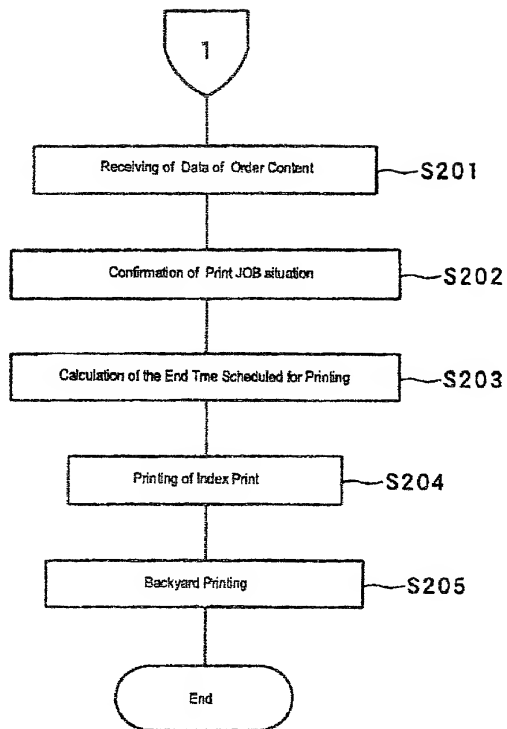 1
Receiving of Data of Order Content
S201
Confirmation of Print JOB situation
S202
Calculation of the End Tme Scheduled for Printing
S203
Printing of Index Print
S204
Backyard Printing
S205
End